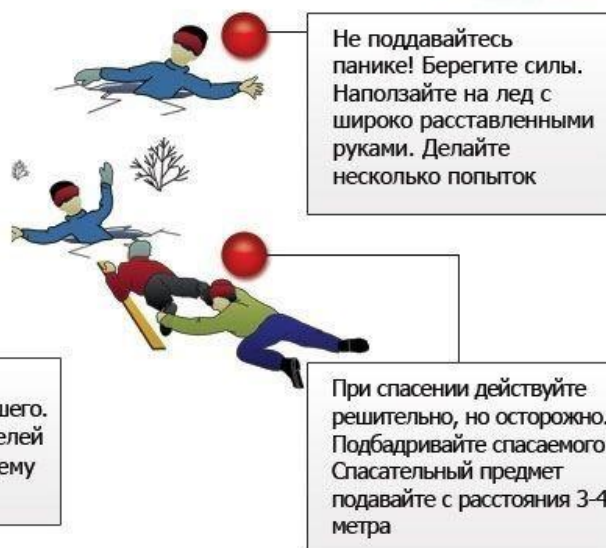 Не поддавайтесь
панике! Берегите силы.
Наползайте на лед с
широко расставленными
руками. Делайте
несколько попыток
При спасении действуйте
решительно, но осторожно.
Подбадривайте спасаемого
Спасательный предмет
подавайте с расстояния 3-4
метра